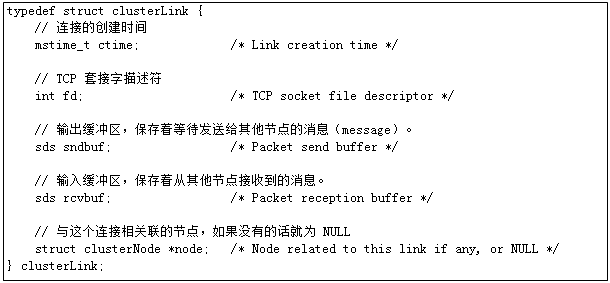 typedef struct clusterLink {
// 连接的创建时间
mstime_t ctime; /* Link creation time */
// TCP 套接字描述符
int fd; /* TCP socket file descriptor */
// 输出缓冲区，保存着等待发送给其他节点的消息（message）。
sds sndbuf; /* Packet send buffer */
// 输入缓冲区，保存着从其他节点接收到的消息。
sds rcvbuf; /* Packet reception buffer */
// 与这个连接相关联的节点，如果没有的话就为 NULL
struct clusterNode *node; /* Node related to this link if any, or NULL */
} clusterLink;